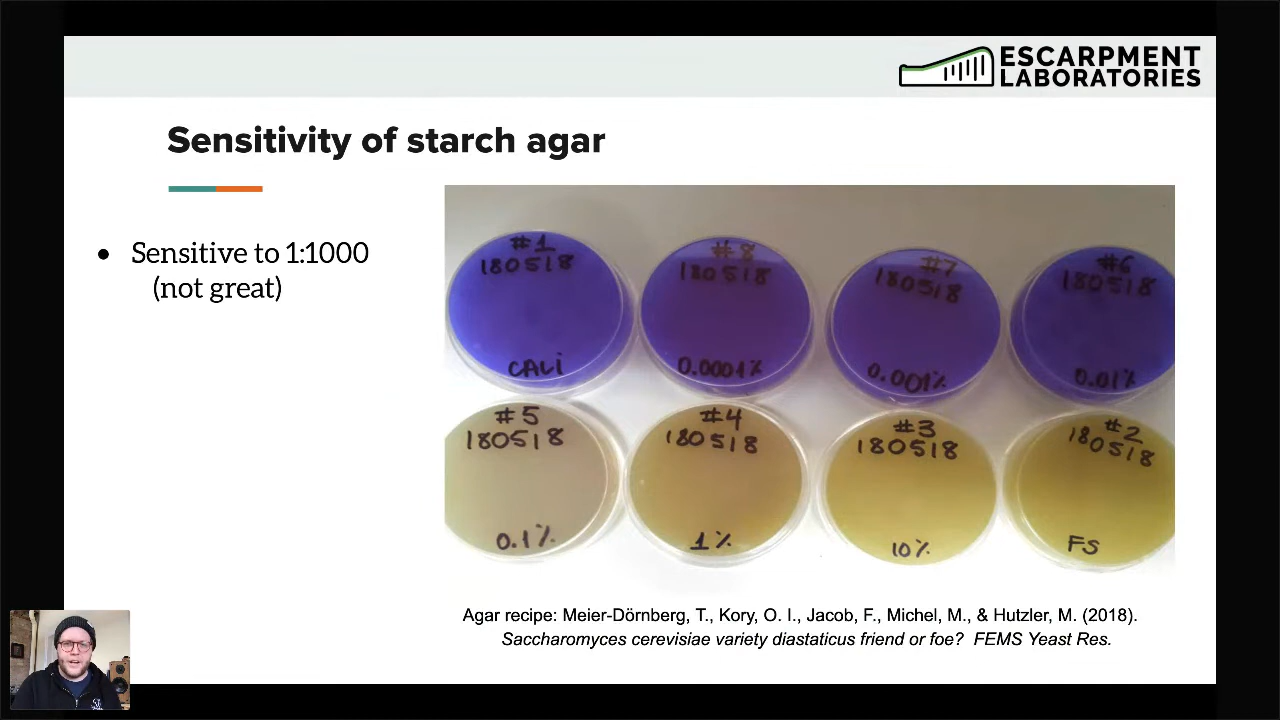 ESCARPMENT
LABORATORIES
Sensitivity of starch agar
● Sensitive to 1:1000
(not great)
#1
180518
CALI
#8
180518
0.0001%
#7
180518
0.001%
#6
180518
0.01%
#5
180518
0.1%
#4
180518
1%
#3
180518
10%
#2
180518
FS
Agar recipe: Meier-Dörnberg, T., Kory, O. I., Jacob, F., Michel, M., & Hutzler, M. (2018).
Saccharomyces cerevisiae variety diastaticus friend or foe? FEMS Yeast Res.